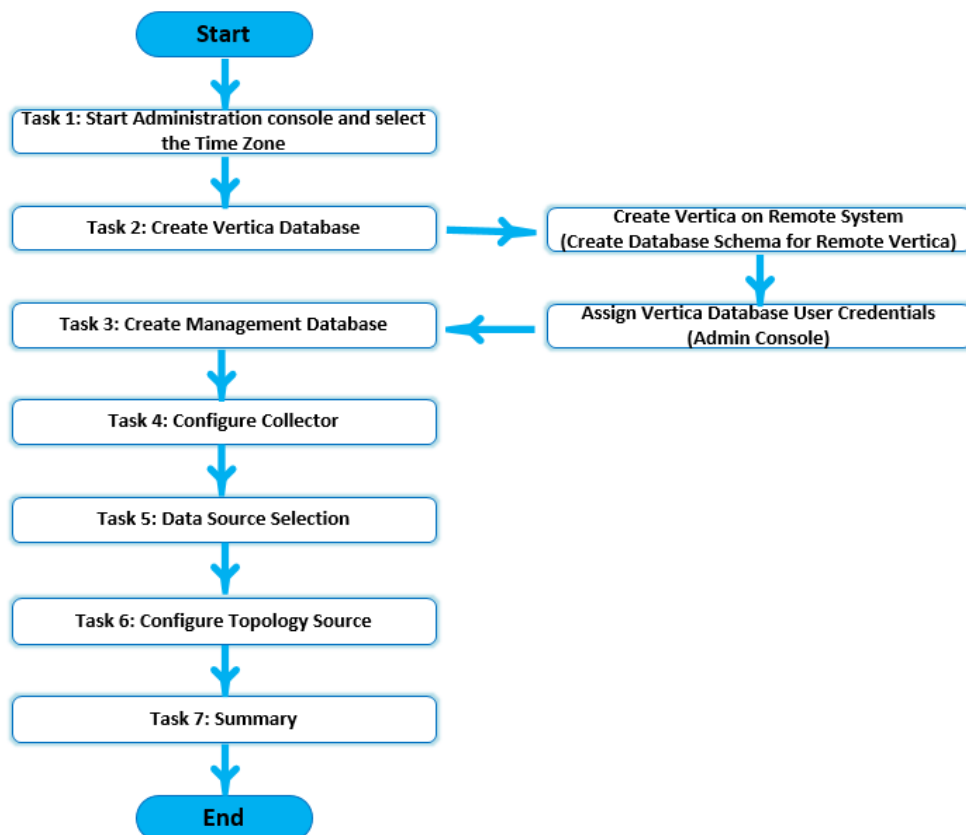 Start
Task 1: Start Administration console and select
the Time Zone
Task 2: Create Vertica Database
Create Vertica on Remote System
(Create Database Schema for Remote Vertica)
Assign Vertica Database User Credentials
(Admin Console)
Task 3: Create Management Database
Task 4: Configure Collector
Task 5: Data Source Selection
Task 6: Configure Topology Source
Task 7: Summary
End